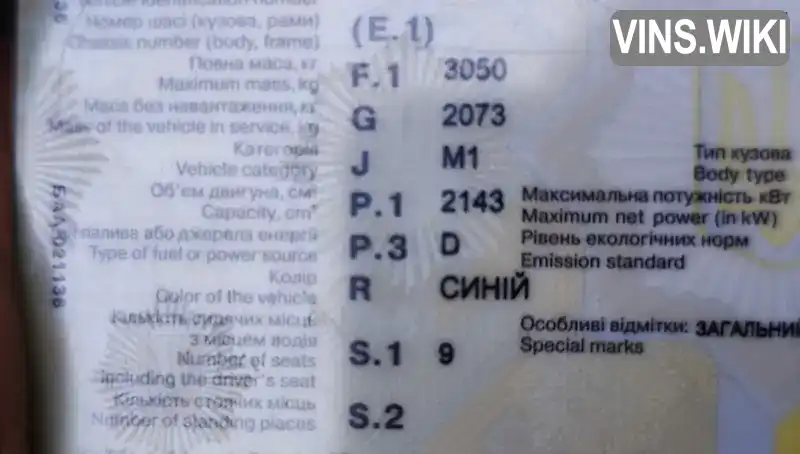 VINS.WIKI
Номер шасі (кузова, рами)
Chassis number (body, frame)
(E.1)
Повна маса, кг
Maximum mass, kg
F.1 3050
Маса без навантаження, кг
Mass of the vehicle in service, kg
G 2073
Категорія
Vehicle category
J M1
Тип кузова
Body type
Об'єм двигуна, см³
Capacity, cm³
P.1 2143
Максимальна потужність кВт
Maximum net power (in kW)
палива або джерела енергії
Type of fuel or power source
P.3 D
Рівень екологічних норм
Emission standard
Колір
Color of the vehicle
R СИНІЙ
Кількість сидячих місць
з місцем водія
Number of seats
including the driver's seat
S.1 9
Особливі відмітки: ЗАГАЛЬНИЙ
Special marks
Кількість стоячих місць
Number of standing places
S.2